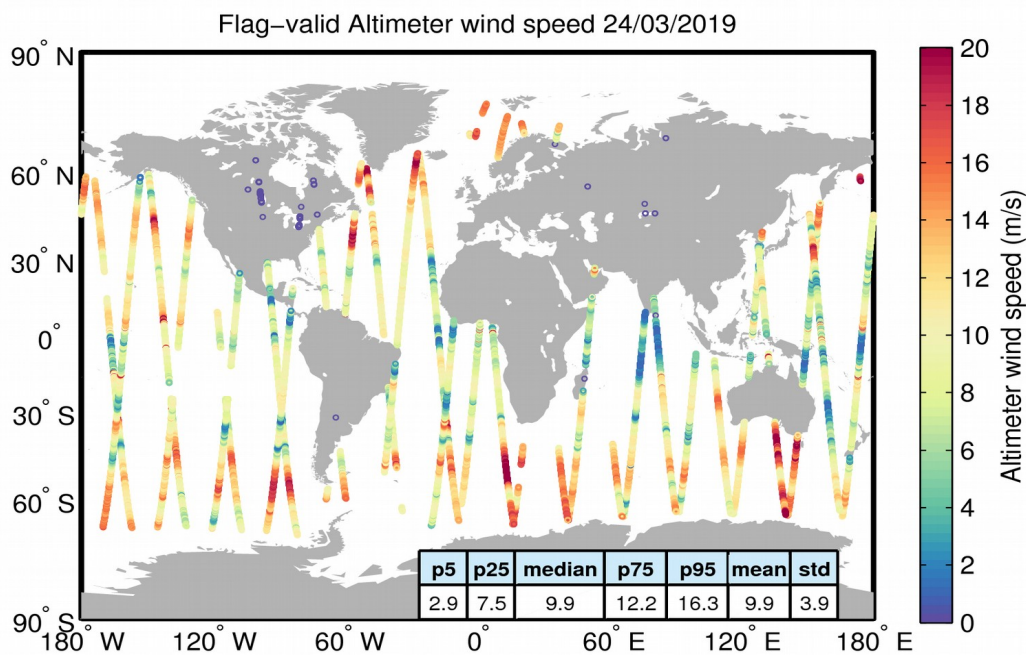 Flag−valid Altimeter wind speed 24/03/2019
90° N
60° N
30° N
0°
30° S
60° S
90° S
180° W
120° W
60° W
0°
60° E
120° E
180° E
20
18
16
14
12
10
8
6
4
2
0
Altimeter wind speed (m/s)
p5 p25 median p75 p95 mean std
2.9 7.5 9.9 12.2 16.3 9.9 3.9